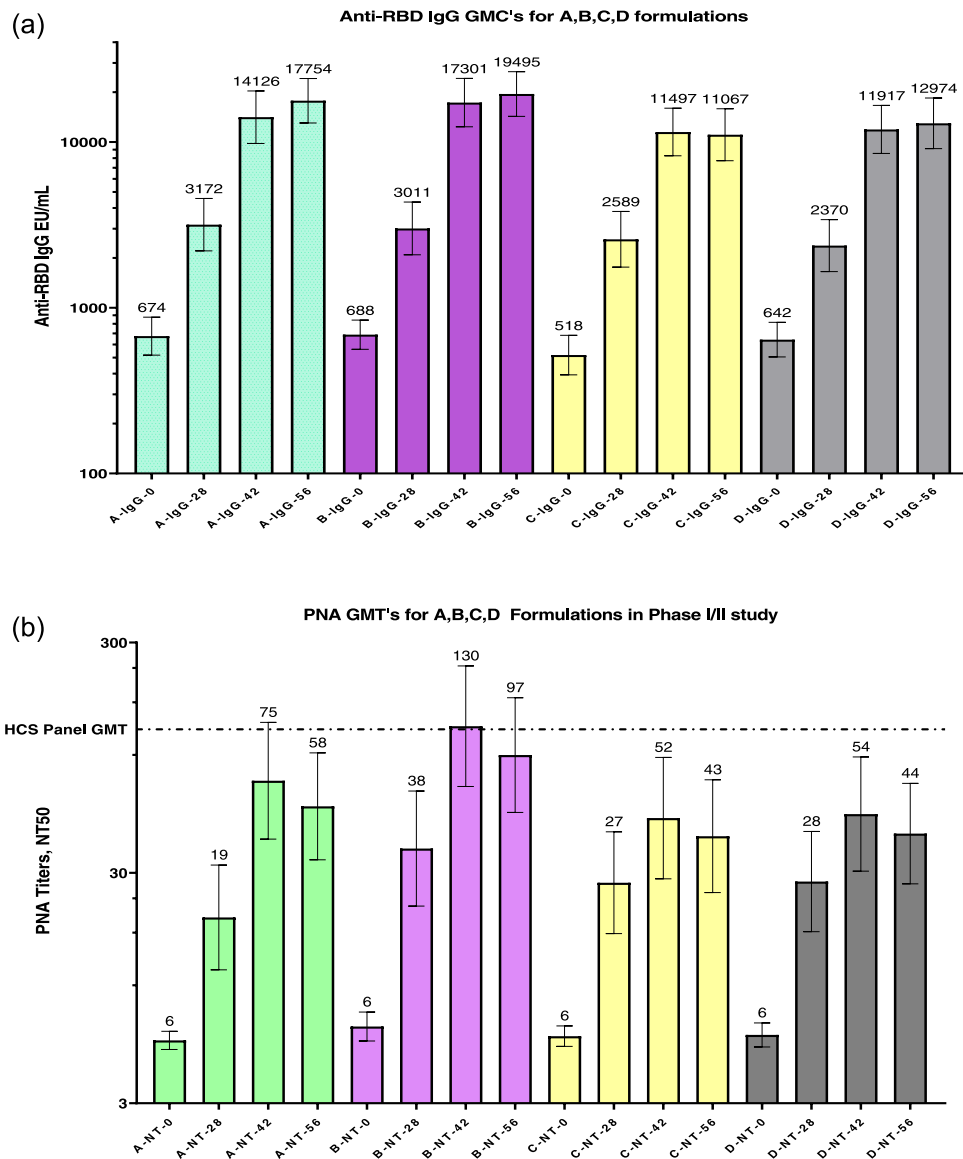 (a)
Anti-RBD IgG GMC's for A,B,C,D formulations
Anti-RBD IgG EU/mL
10000
1000
100
674
3172
14126
17754
688
3011
17301
19495
518
2589
11497
11067
642
2370
11917
12974
A-IgG-0
A-IgG-28
A-IgG-42
A-IgG-56
B-IgG-0
B-IgG-28
B-IgG-42
B-IgG-56
C-IgG-0
C-IgG-28
C-IgG-42
C-IgG-56
D-IgG-0
D-IgG-28
D-IgG-42
D-IgG-56
(b)
PNA GMT's for A,B,C,D Formulations in Phase I/II study
PNA Titers, NT50
300
HCS Panel GMT
30
3
6
19
75
58
6
38
130
97
6
27
52
43
6
28
54
44
A-NT-0
A-NT-28
A-NT-42
A-NT-56
B-NT-0
B-NT-28
B-NT-42
B-NT-56
C-NT-0
C-NT-28
C-NT-42
C-NT-56
D-NT-0
D-NT-28
D-NT-42
D-NT-56